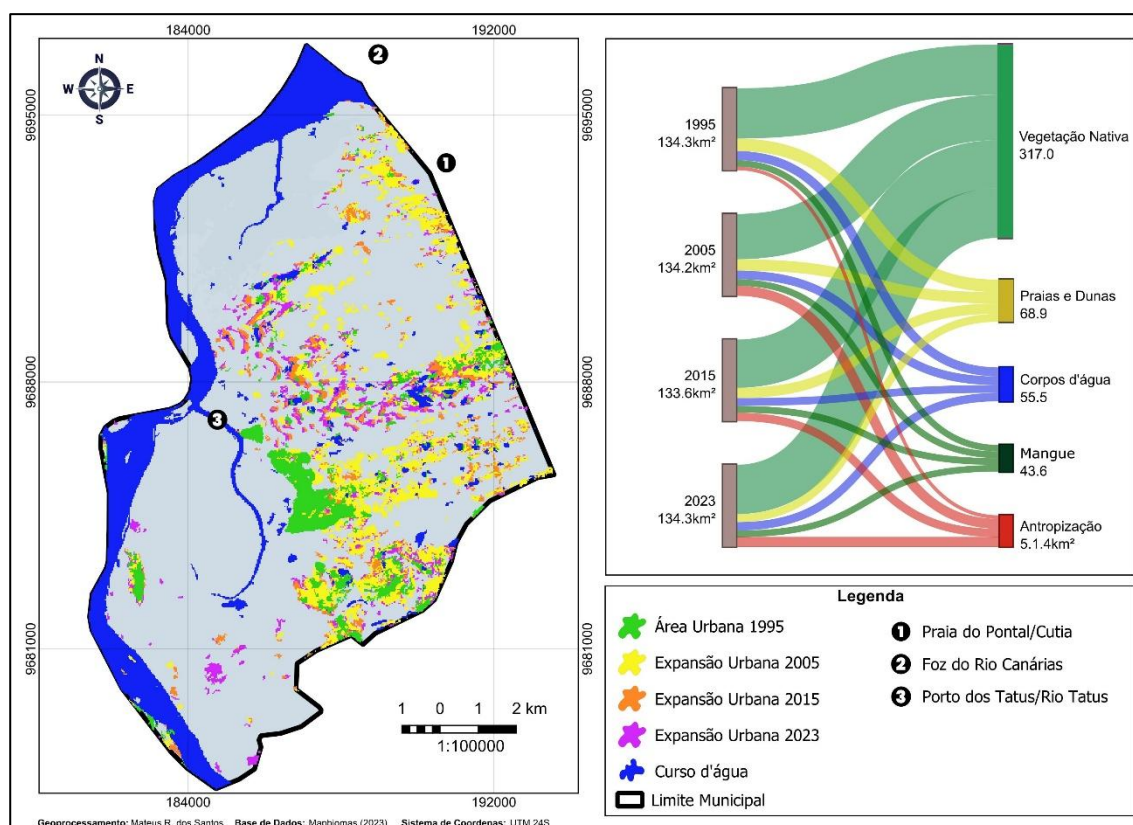 184000
192000
N
W
E
S
9695000
9688000
9681000
2
1
3
1 0 1 2 km
1:100000
184000
192000
Geoprocessamento: Mateus R. dos Santos Base de Dados: Mapbiomas (2023) Sistema de Coordenas: UTM 24S
1995
134.3km²
2005
134.2km²
2015
133.6km²
2023
134.3km²
Vegetação Nativa
317.0
Praias e Dunas
68.9
Corpos d'água
55.5
Mangue
43.6
Antropização
5.1.4km²
Legenda
Área Urbana 1995
Expansão Urbana 2005
Expansão Urbana 2015
Expansão Urbana 2023
Curso d'água
Limite Municipal
1 Praia do Pontal/Cutia
2 Foz do Rio Canárias
3 Porto dos Tatus/Rio Tatus